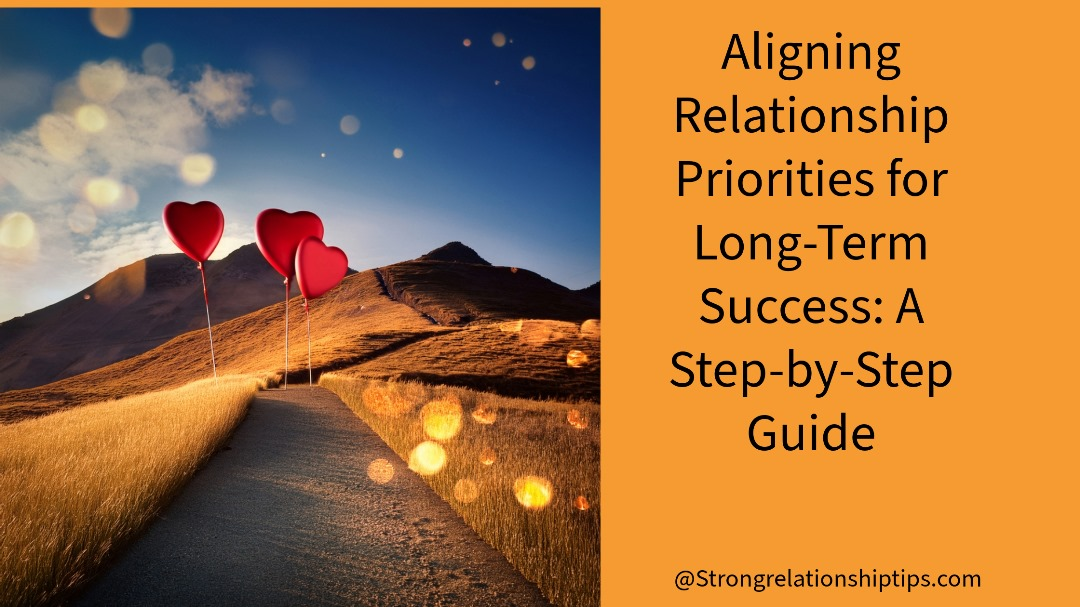 Aligning
Relationship
Priorities for
Long-Term
Success: A
Step-by-Step
Guide
@Strongrelationshiptips.com